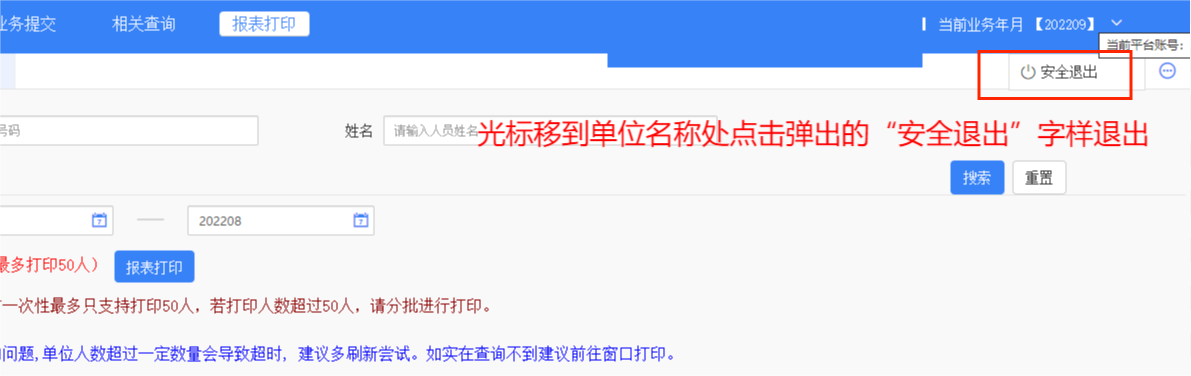 业务提交 相关查询 报表打印 当前业务年月 【202209】
当前平台账号:
安全退出
号码 姓名 请输入人员姓名
光标移到单位名称处点击弹出的“安全退出”字样退出
搜索 重置
202208
最多打印50人） 报表打印
一次性最多只支持打印50人，若打印人数超过50人，请分批进行打印。
问题,单位人数超过一定数量会导致超时，建议多刷新尝试。如实在查询不到建议前往窗口打印。